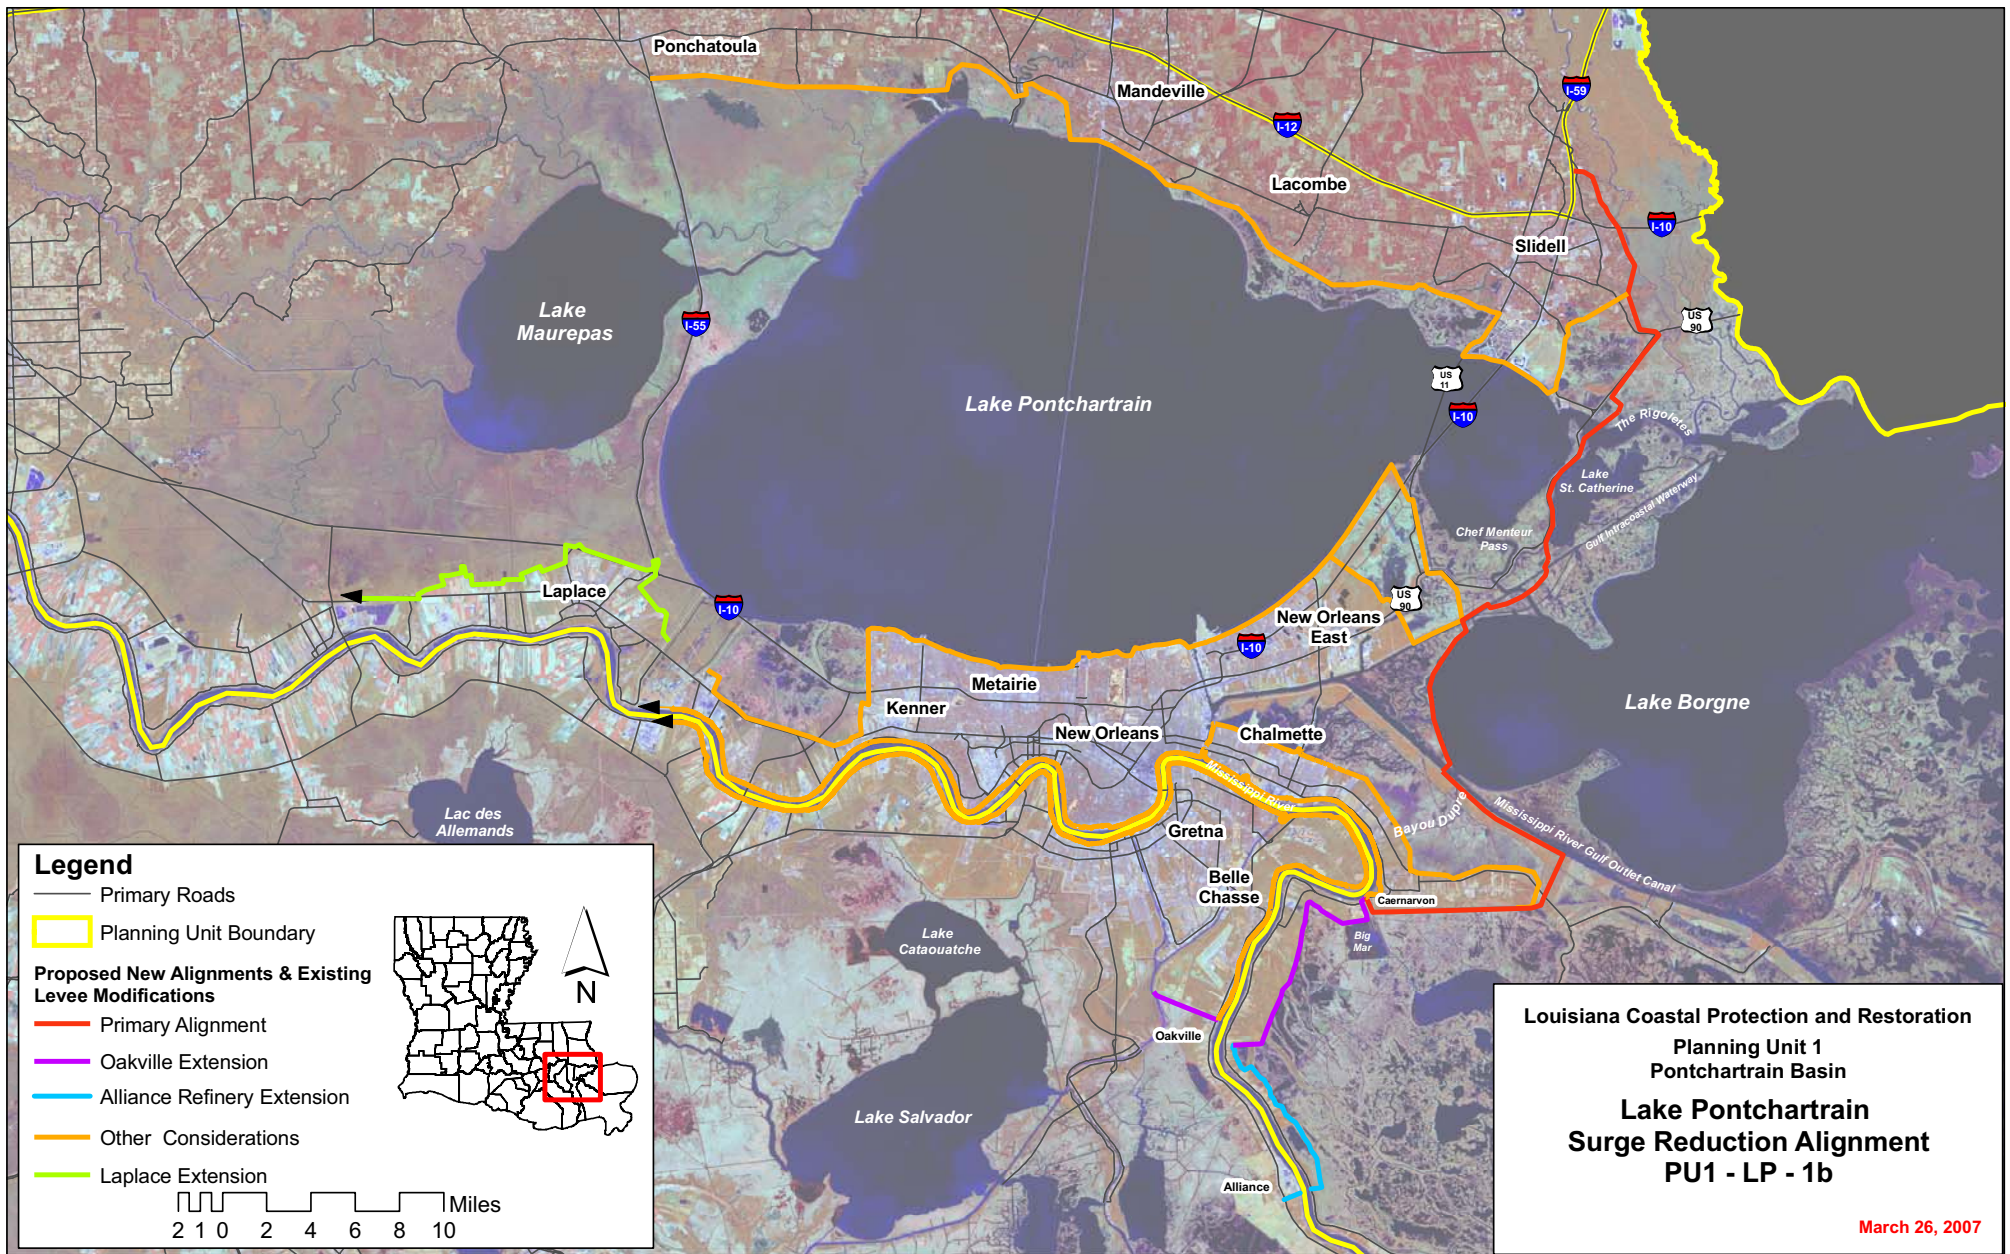 Ponchatoula
Mandeville
I-59
I-12
Lacombe
I-10
Slidell
Lake
Maurepas
I-55
US
90
Lake Pontchartrain
US
11
I-10
The Rigoletes
Lake
St. Catherine
Gulf Intracoastal Waterway
Chef Menteur
Pass
Laplace
I-10
US
90
New Orleans
East
I-10
Metairie
Kenner
Lake Borgne
New Orleans
Chalmette
Mississippi River
Lac des
Allemands
Gretna
Bayou Dupre
Mississippi River Gulf Outlet Canal
Belle
Chasse
Caernarvon
Big
Mar
Lake
Cataouatche
Oakville
Lake Salvador
Alliance
Legend
Primary Roads
Planning Unit Boundary
Proposed New Alignments & Existing
Levee Modifications
Primary Alignment
Oakville Extension
Alliance Refinery Extension
Other Considerations
Laplace Extension
N
Miles
2 1 0 2 4 6 8 10
Louisiana Coastal Protection and Restoration
Planning Unit 1
Pontchartrain Basin
Lake Pontchartrain
Surge Reduction Alignment
PU1 - LP - 1b
March 26, 2007